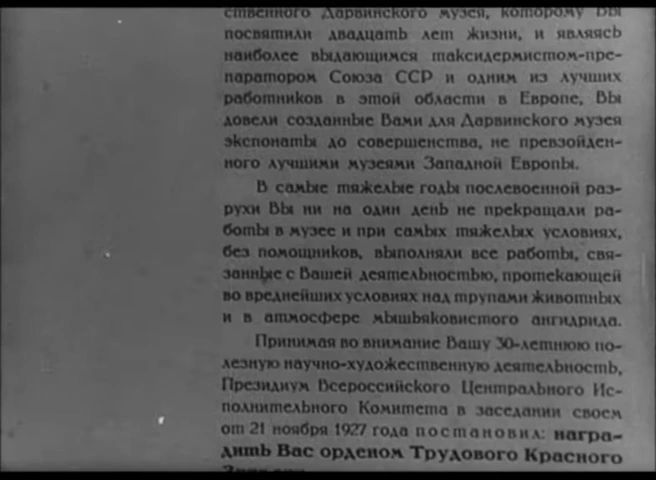 ственного Дарвинского музея, которому Вы
посвятили двадцать лет жизни, и являясь
наиболее выдающимся таксидермистом-пре-
паратором Союза ССР и одним из лучших
работников в этой области в Европе, Вы
довели созданные Вами для Дарвинского музея
экспонаты до совершенства, не превзойден-
ного лучшими музеями Западной Европы.
В самые тяжелые годы послевоенной раз-
рухи Вы ни на один день не прекращали ра-
боты в музее и при самых тяжелых условиях,
без помощников, выполняли все работы, свя-
занные с Вашей деятельностью, протекающей
во вреднейших условиях над трупами животных
и в атмосфере мышьяковистого ангидрида.
Принимая во внимание Вашу 30-летнюю по-
лезную научно-художественную деятельность,
Президиум Всероссийского Центрального Ис-
полнительного Комитета в заседании своем
от 21 ноября 1927 года постановил: награ-
дить Вас орденом Трудового Красного